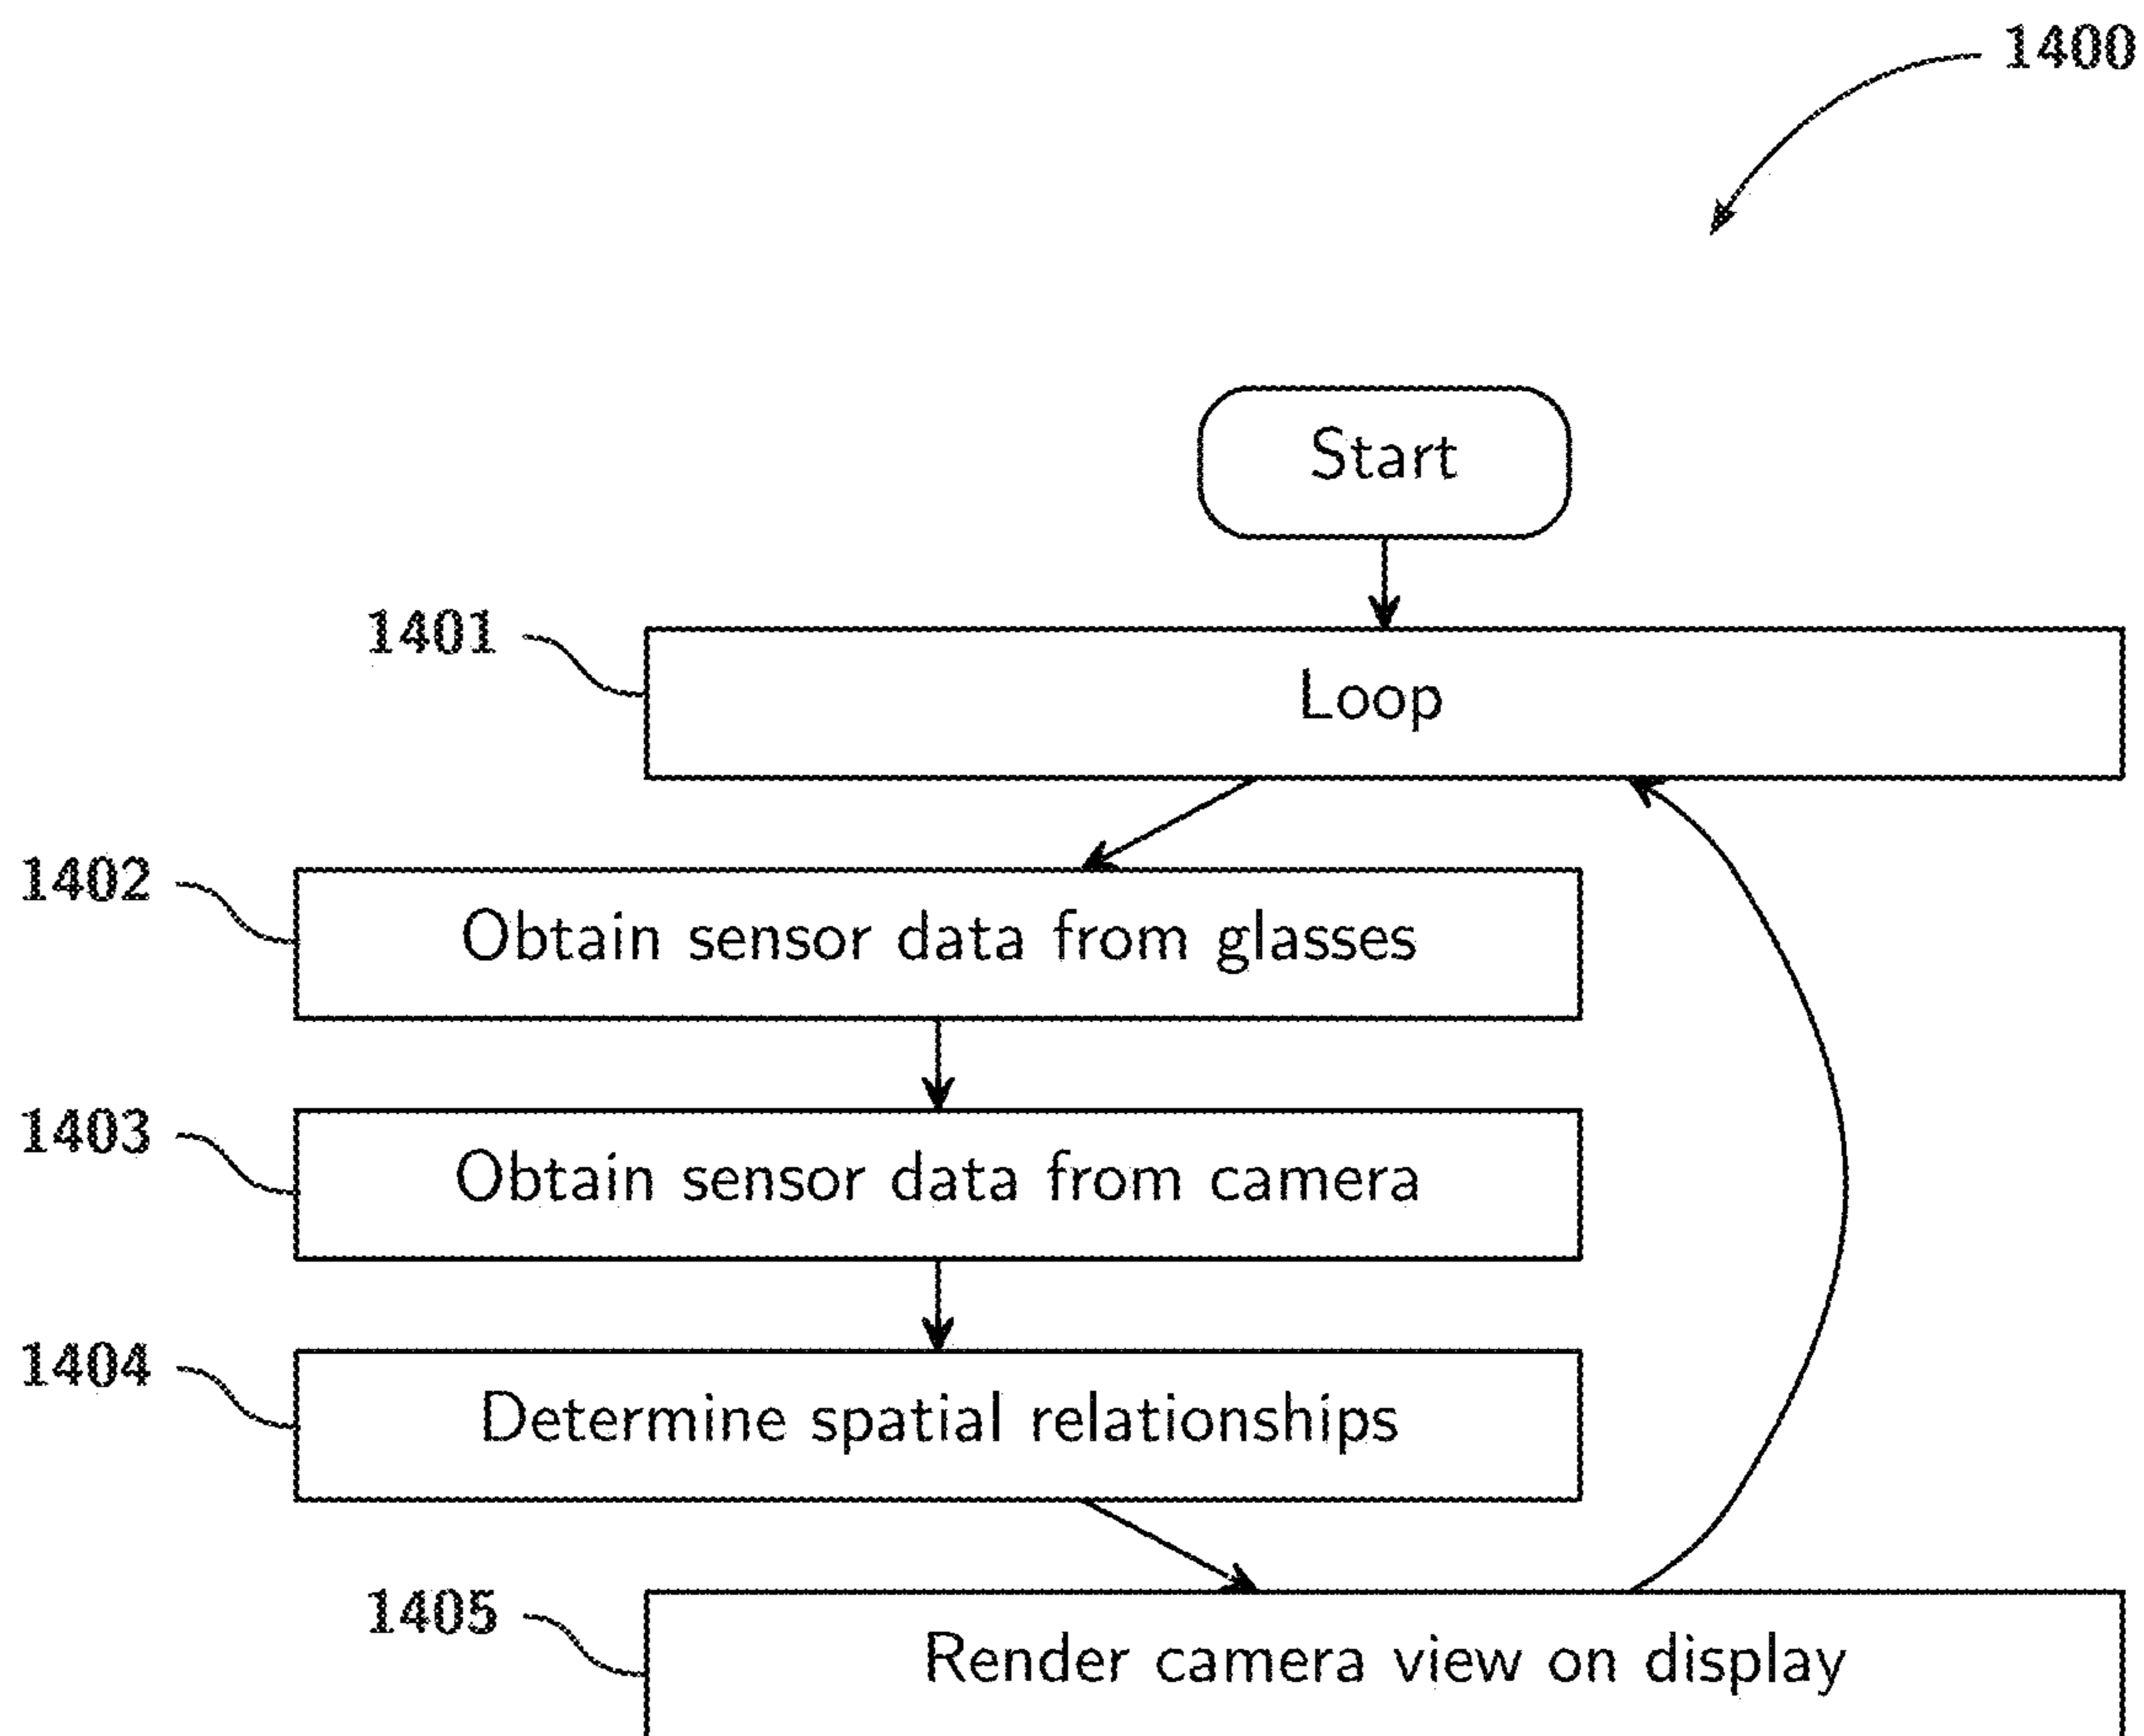 1400
Start
1401
Loop
1402
Obtain sensor data from glasses
1403
Obtain sensor data from camera
1404
Determine spatial relationships
1405
Render camera view on display